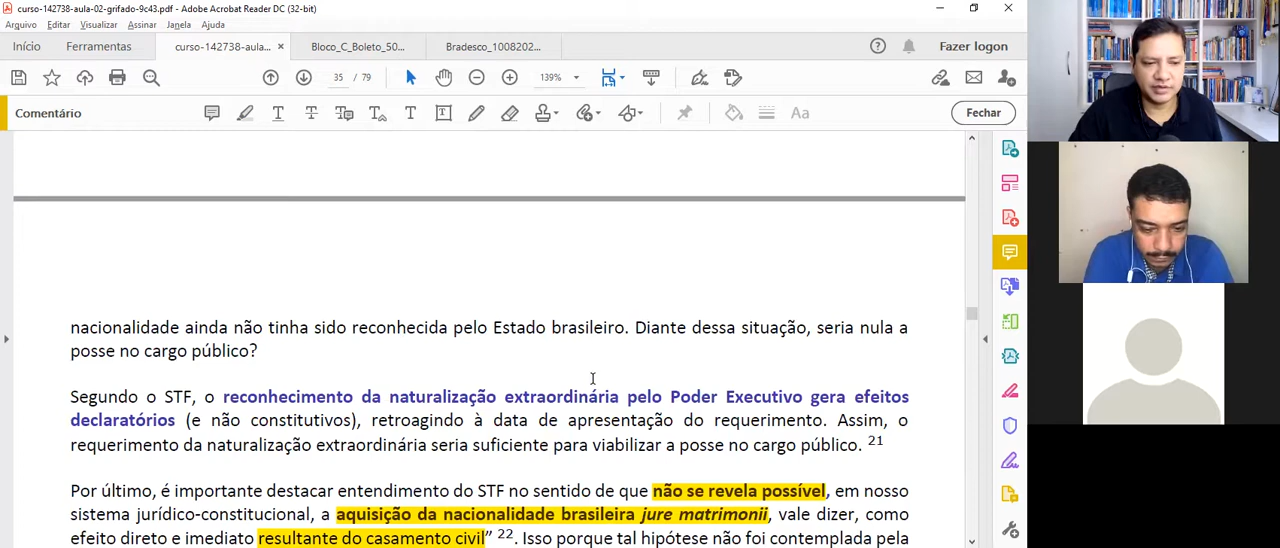 curso-142738-aula-02-grifado-9c43.pdf - Adobe Acrobat Reader DC (32-bit)
Arquivo Editar Visualizar Assinar Janela Ajuda
Início Ferramentas curso-142738-aula... × Bloco_C_Boleto_50... Bradesco_1008202... Fazer logon
35 / 79 139%
Comentário Aa Fechar
nacionalidade ainda não tinha sido reconhecida pelo Estado brasileiro. Diante dessa situação, seria nula a
posse no cargo público?
Segundo o STF, o reconhecimento da naturalização extraordinária pelo Poder Executivo gera efeitos
declaratórios (e não constitutivos), retroagindo à data de apresentação do requerimento. Assim, o
requerimento da naturalização extraordinária seria suficiente para viabilizar a posse no cargo público. 21
Por último, é importante destacar entendimento do STF no sentido de que não se revela possível, em nosso
sistema jurídico-constitucional, a aquisição da nacionalidade brasileira jure matrimonii, vale dizer, como
efeito direto e imediato resultante do casamento civil” 22. Isso porque tal hipótese não foi contemplada pela